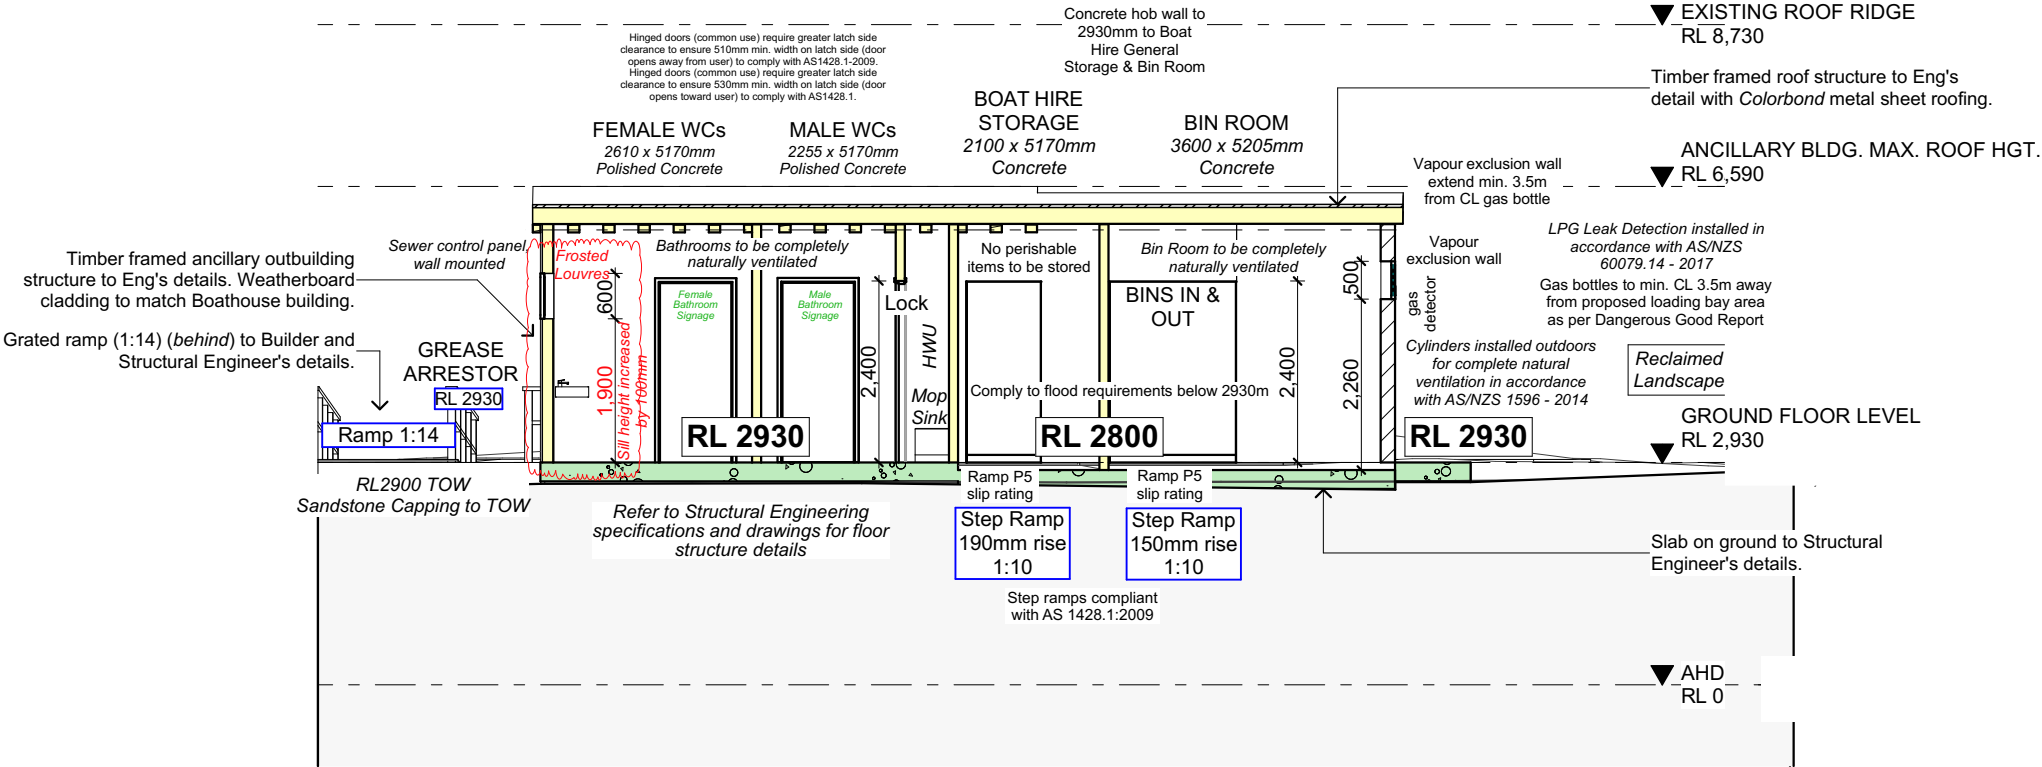 Concrete hob wall to
2930mm to Boat
Hire General
Storage & Bin Room
EXISTING ROOF RIDGE
RL 8,730
Hinged doors (common use) require greater latch side
clearance to ensure 510mm min. width on latch side (door
opens away from user) to comply with AS1428.1-2009.
Hinged doors (common use) require greater latch side
clearance to ensure 530mm min. width on latch side (door
opens toward user) to comply with AS1428.1.
Timber framed roof structure to Eng's
detail with Colorbond metal sheet roofing.
FEMALE WCs
2610 x 5170mm
Polished Concrete
MALE WCs
2255 x 5170mm
Polished Concrete
BOAT HIRE
STORAGE
2100 x 5170mm
Concrete
BIN ROOM
3600 x 5205mm
Concrete
Vapour exclusion wall
extend min. 3.5m
from CL gas bottle
ANCILLARY BLDG. MAX. ROOF HGT.
RL 6,590
Timber framed ancillary outbuilding
structure to Eng's details. Weatherboard
cladding to match Boathouse building.
Sewer control panel
wall mounted
Frosted
Louvres
600
Bathrooms to be completely
naturally ventilated
No perishable
items to be stored
Bin Room to be completely
naturally ventilated
500
Vapour
exclusion wall
LPG Leak Detection installed in
accordance with AS/NZS
60079.14 - 2017
Gas bottles to min. CL 3.5m away
from proposed loading bay area
as per Dangerous Good Report
gas
detector
Female
Bathroom
Signage
Male
Bathroom
Signage
Lock
BINS IN &
OUT
Grated ramp (1:14) (behind) to Builder and
Structural Engineer's details.
GREASE
ARRESTOR
RL 2930
Ramp 1:14
1,900
Sill height increased
by 100mm
2,400
HWU
Mop
Sink
Comply to flood requirements below 2930m
2,400
2,260
Cylinders installed outdoors
for complete natural
ventilation in accordance
with AS/NZS 1596 - 2014
Reclaimed
Landscape
RL 2930
RL 2800
RL 2930
GROUND FLOOR LEVEL
RL 2,930
RL2900 TOW
Sandstone Capping to TOW
Refer to Structural Engineering
specifications and drawings for floor
structure details
Ramp P5
slip rating
Step Ramp
190mm rise
1:10
Ramp P5
slip rating
Step Ramp
150mm rise
1:10
Step ramps compliant
with AS 1428.1:2009
Slab on ground to Structural
Engineer's details.
AHD
RL 0